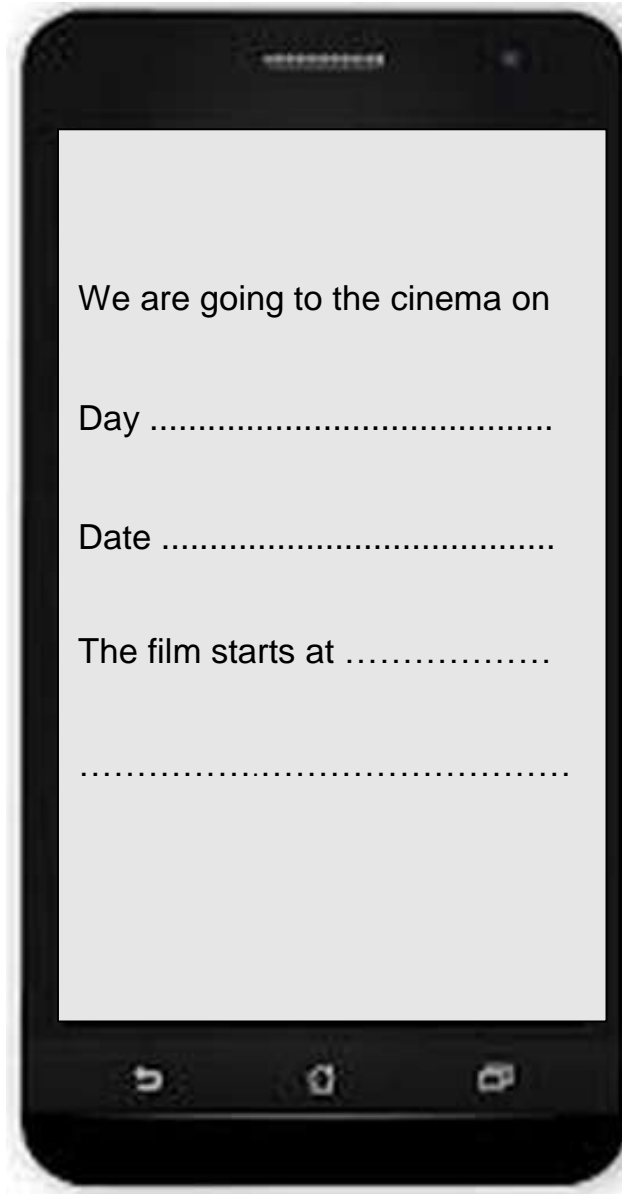 We are going to the cinema on
Day ..........................................
Date .........................................
The film starts at ………………
……………..………………………